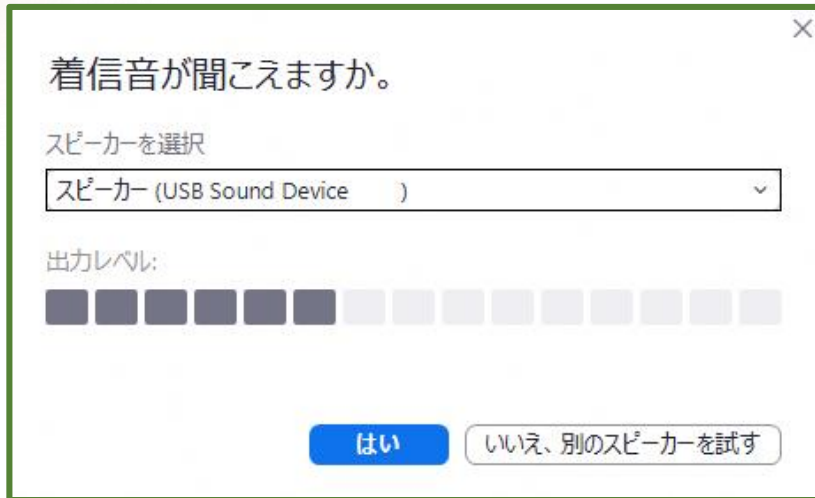 着信音が聞こえますか。
スピーカーを選択
スピーカー (USB Sound Device        )
出力レベル:
はい
いいえ、別のスピーカーを試す